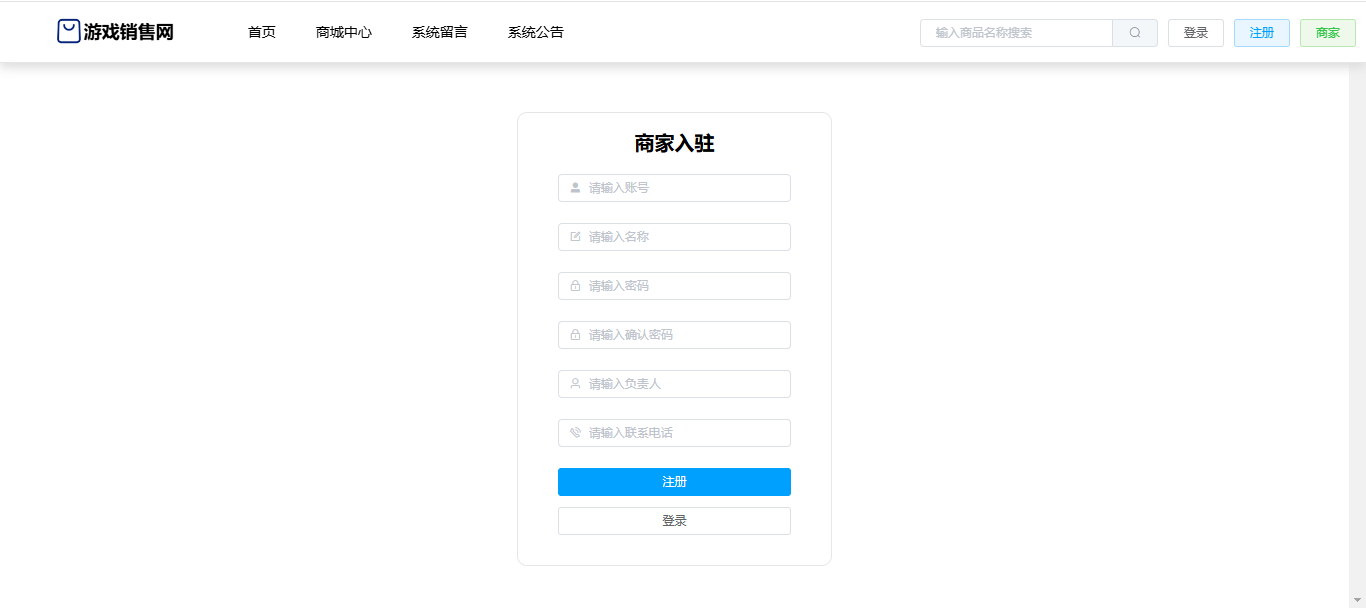 游戏销售网 首页 商城中心 系统留言 系统公告 输入商品名称搜索 登录 注册 商家
商家入驻
请输入账号
请输入名称
请输入密码
请输入确认密码
请输入负责人
请输入联系电话
注册
登录